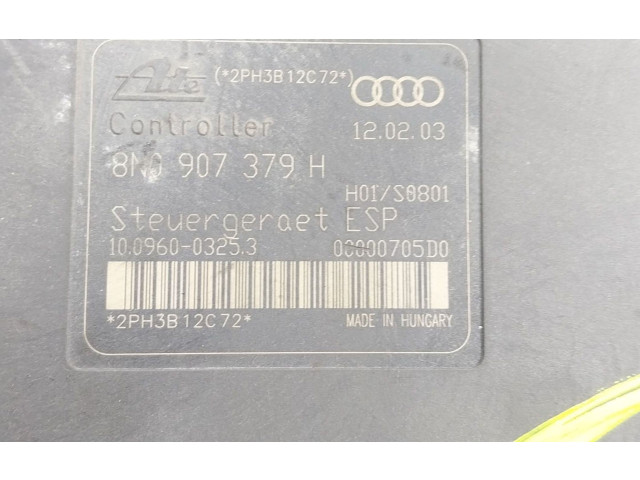 Ate (*2PH3B12C72*)
Controller 12.02.03
8N0 907 379 H
H01/S0801
Steuergeraet ESP
10.0960-0325.3 00000705D0
*2PH3B12C72* MADE IN HUNGARY